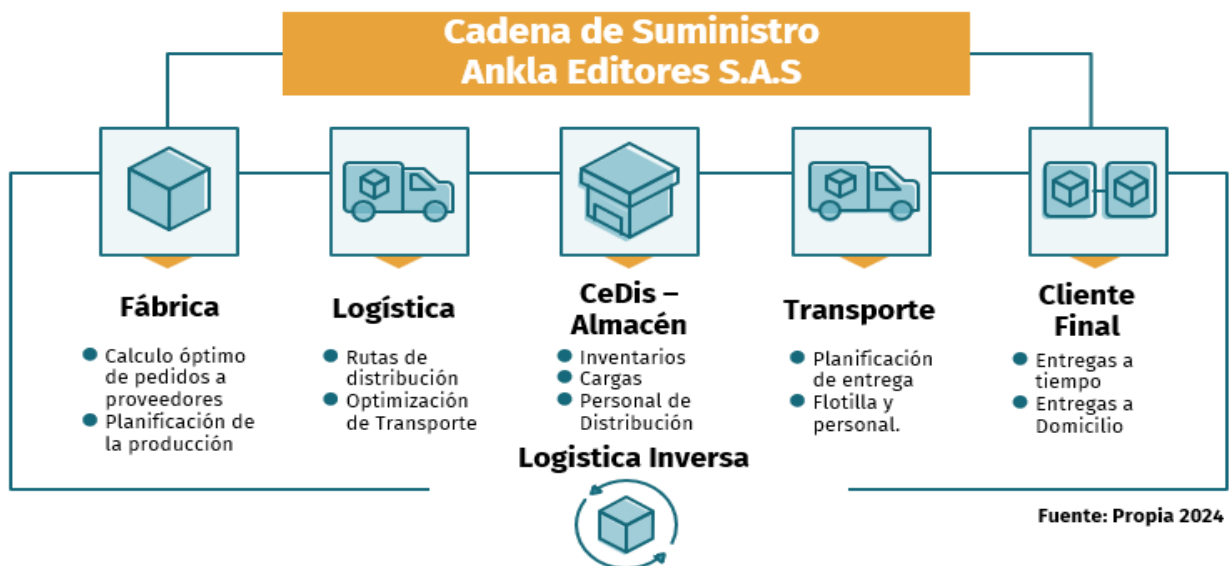 Cadena de Suministro
Ankla Editores S.A.S
Fábrica
Calculo óptimo
de pedidos a
proveedores
Planificación de
la producción
Logística
Rutas de
distribución
Optimización
de Transporte
CeDis –
Almacén
Inventarios
Cargas
Personal de
Distribución
Transporte
Planificación
de entrega
Flotilla y
personal.
Cliente
Final
Entregas a
tiempo
Entregas a
Domicilio
Logistica Inversa
Fuente: Propia 2024